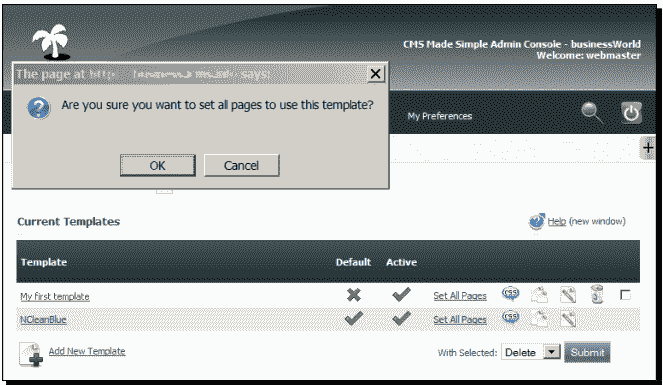 CMS Made Simple Admin Console - businessWorld
Welcome: webmaster
The page at says:
Are you sure you want to set all pages to use this template?
OK Cancel
My Preferences
Current Templates
Help (new window)
Template Default Active
My first template Set All Pages CSS
NCleanBlue Set All Pages CSS
Add New Template
With Selected: Delete Submit